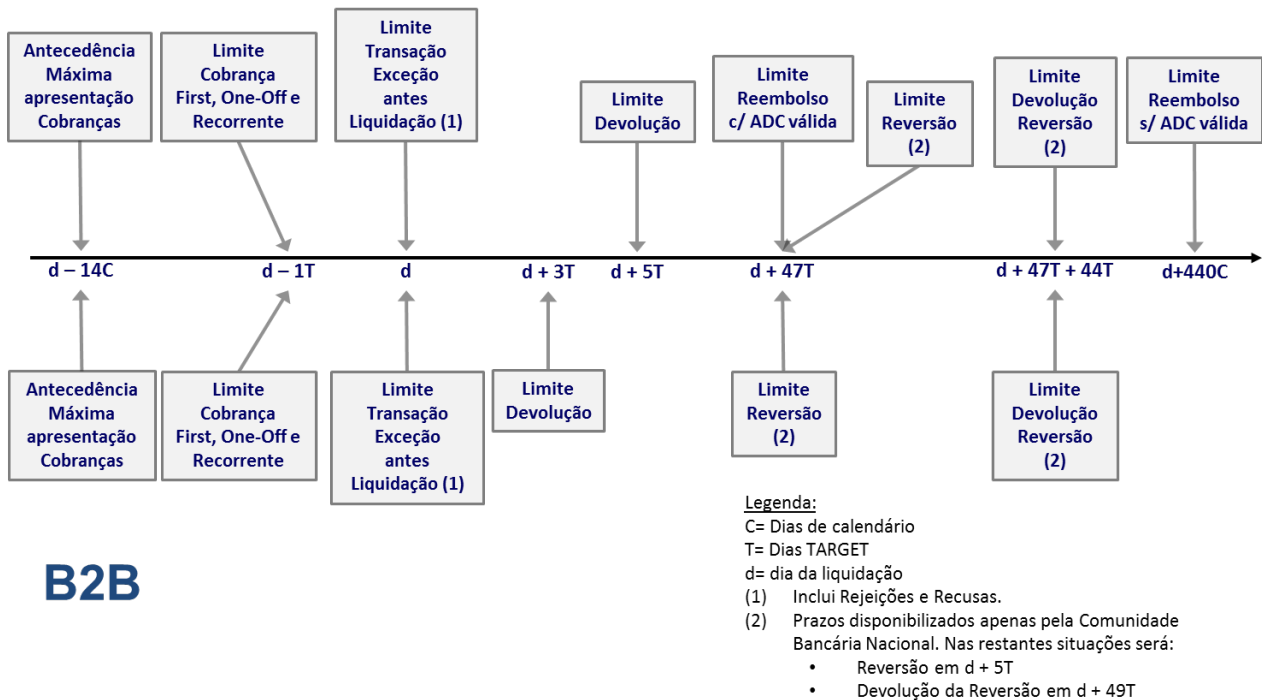 Antecedência
Máxima
apresentação
Cobranças
Limite
Cobrança
First, One-Off e
Recorrente
Limite
Transação
Exceção
antes
Liquidação (1)
Limite
Devolução
Limite
Reembolso
c/ ADC válida
Limite
Reversão
(2)
Limite
Devolução
Reversão
(2)
Limite
Reembolso
s/ ADC válida
d – 14C
d – 1T
d
d + 3T
d + 5T
d + 47T
d + 47T + 44T
d+440C
Antecedência
Máxima
apresentação
Cobranças
Limite
Cobrança
First, One-Off e
Recorrente
Limite
Transação
Exceção
antes
Liquidação (1)
Limite
Devolução
Limite
Reversão
(2)
Limite
Devolução
Reversão
(2)
B2B
Legenda:
C= Dias de calendário
T= Dias TARGET
d= dia da liquidação
(1) Inclui Rejeições e Recusas.
(2) Prazos disponibilizados apenas pela Comunidade
Bancária Nacional. Nas restantes situações será:
• Reversão em d + 5T
• Devolução da Reversão em d + 49T